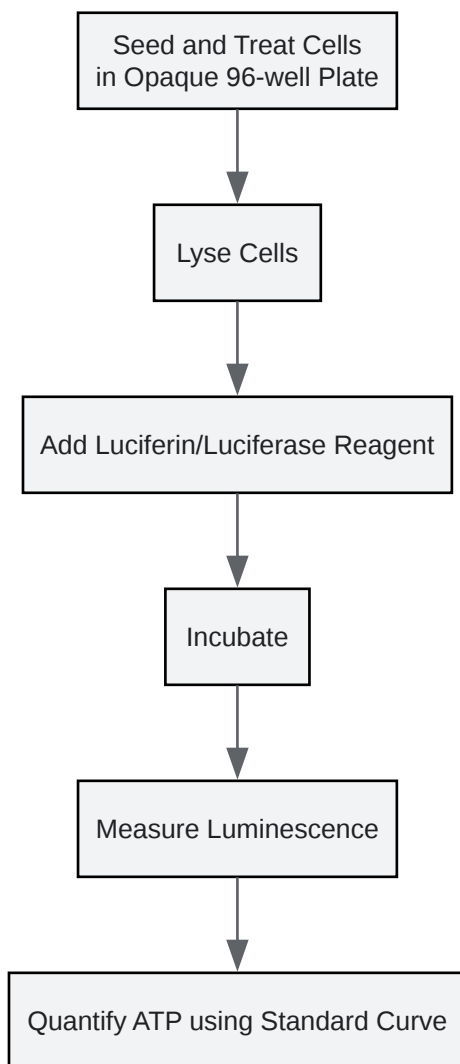 Seed and Treat Cells
in Opaque 96-well Plate
Lyse Cells
Add Luciferin/Luciferase Reagent
Incubate
Measure Luminescence
Quantify ATP using Standard Curve